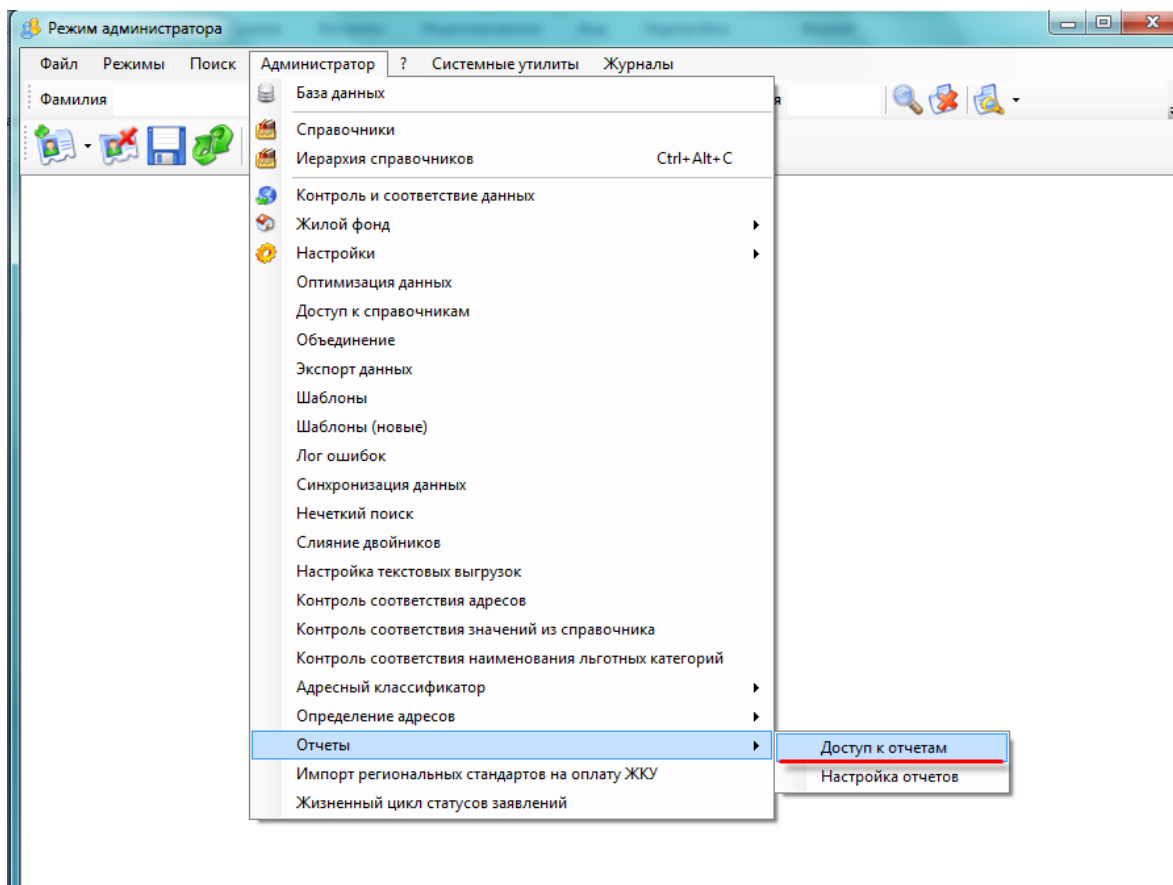 Режим администратора
Файл Режимы Поиск Администратор ? Системные утилиты Журналы
Фамилия
я
База данных
Справочники
Иерархия справочников Ctrl+Alt+C
Контроль и соответствие данных
Жилой фонд
Настройки
Оптимизация данных
Доступ к справочникам
Объединение
Экспорт данных
Шаблоны
Шаблоны (новые)
Лог ошибок
Синхронизация данных
Нечеткий поиск
Слияние двойников
Настройка текстовых выгрузок
Контроль соответствия адресов
Контроль соответствия значений из справочника
Контроль соответствия наименования льготных категорий
Адресный классификатор
Определение адресов
Отчеты
Доступ к отчетам
Импорт региональных стандартов на оплату ЖКУ
Настройка отчетов
Жизненный цикл статусов заявлений